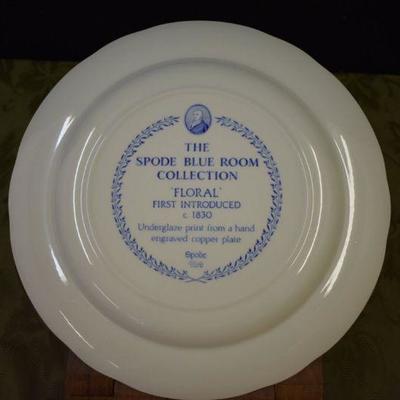 THE
SPODE BLUE ROOM
COLLECTION
'FLORAL'
FIRST INTRODUCED
c. 1830
Underglaze print from a hand
engraved copper plate
Spode